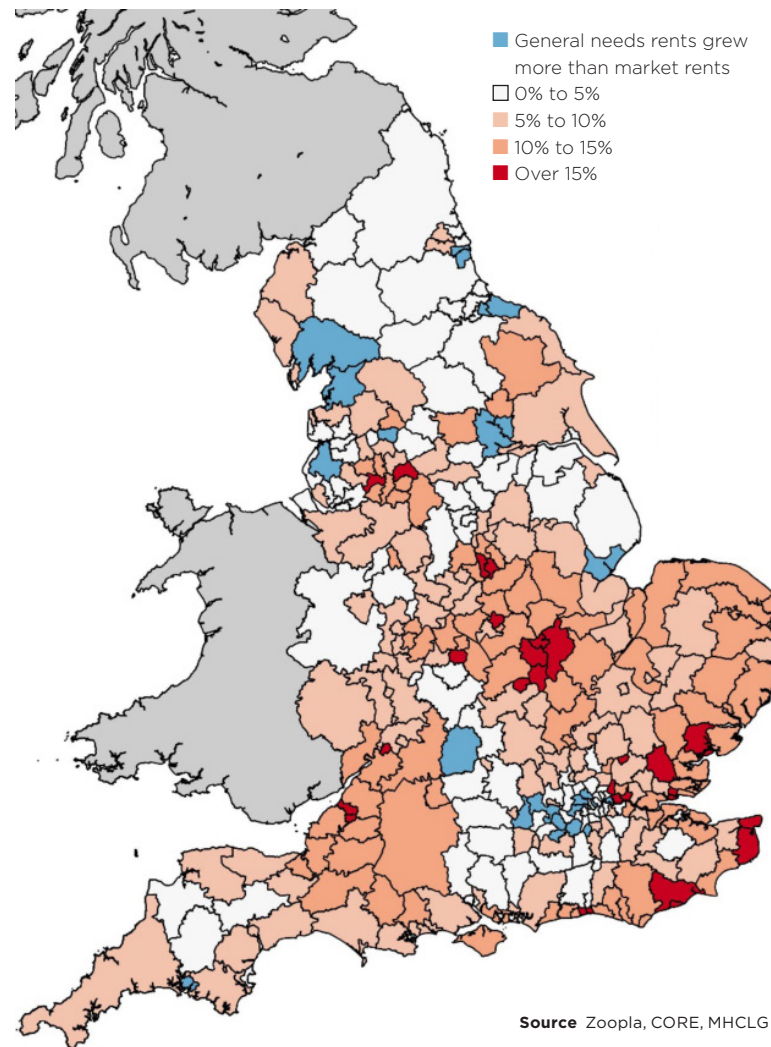 General needs rents grew
more than market rents
0% to 5%
5% to 10%
10% to 15%
Over 15%
Source Zoopla, CORE, MHCLG